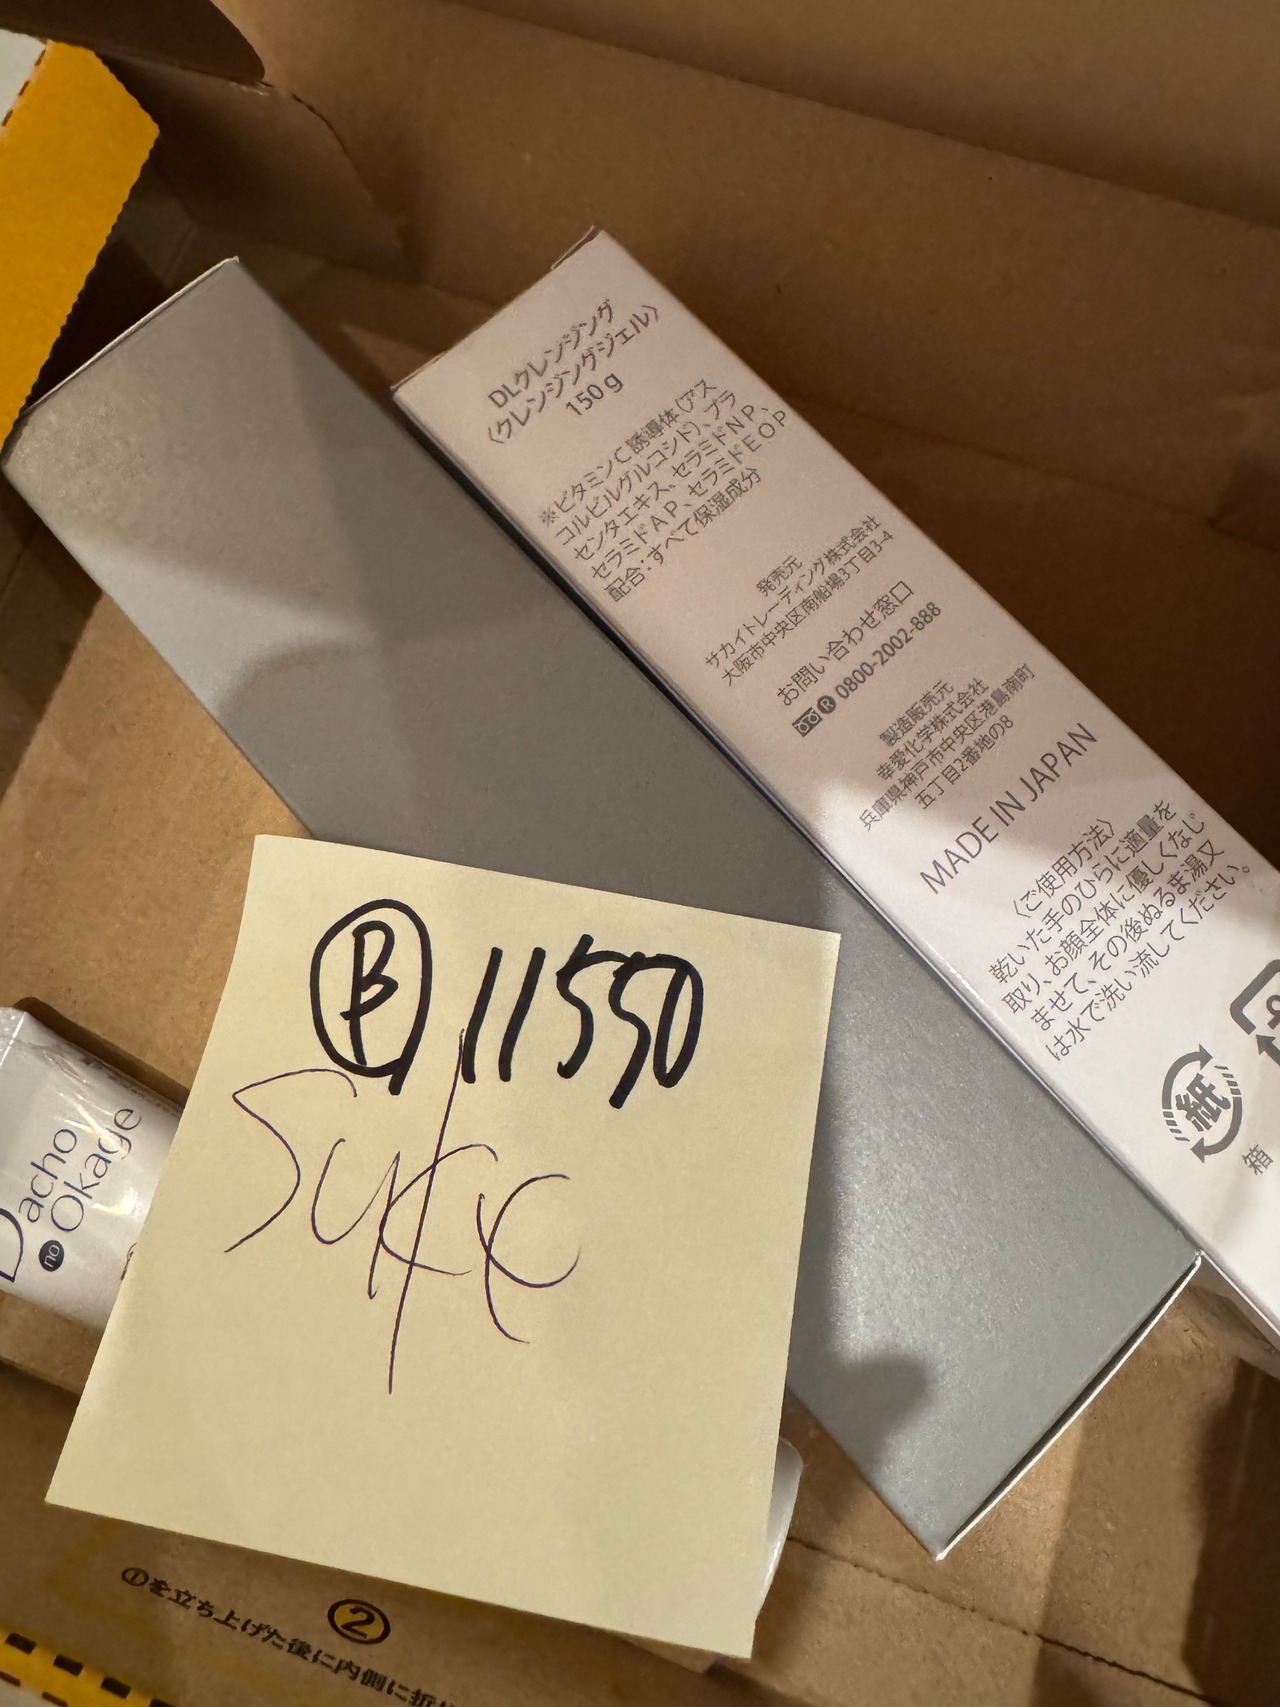 DLクレンジング
〈クレンジングジェル〉
150g
※ビタミンC誘導体(アス
コルビルグルコシド)、プラ
センタエキス、セラミドNP、
セラミドAP、セラミドEOP
配合:すべて保湿成分
発売元
サカイトレーディング株式会社
大阪市中央区南船場3丁目3-4
お問い合わせ窓口
0800-2002-888
製造販売元
幸愛化学株式会社
兵庫県神戸市中央区港島南町
五丁目2番地の8
MADE IN JAPAN
〈ご使用方法〉
乾いた手のひらに適量を
取り、お顔全体に優しくなじ
ませて、その後ぬるま湯又
は水で洗い流してください。
紙
箱
B 11550
Dacho
no Okage
②
①を立ち上げた後に内側に折